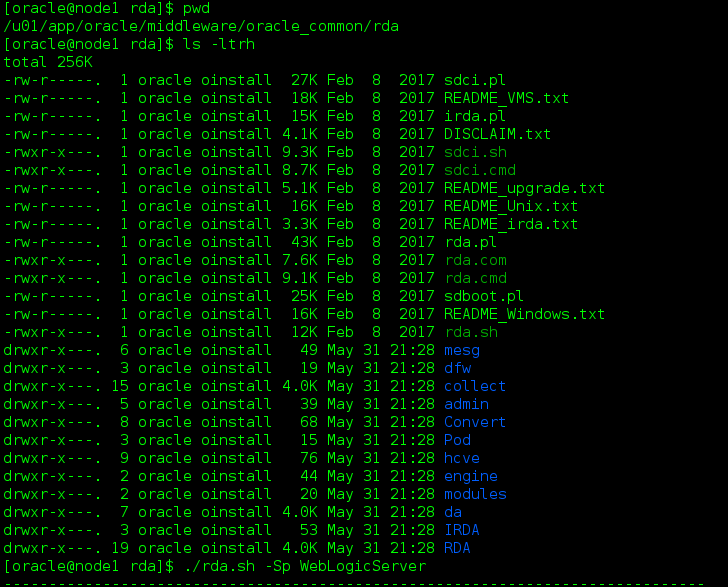 [oracle@node1 rda]$ pwd
/u01/app/oracle/middleware/oracle_common/rda
[oracle@node1 rda]$ ls -ltrh
total 256K
-rw-r-----.  1 oracle oinstall  27K Feb  8  2017 sdci.pl
-rw-r-----.  1 oracle oinstall  18K Feb  8  2017 README_VMS.txt
-rw-r-----.  1 oracle oinstall  15K Feb  8  2017 irda.pl
-rw-r-----.  1 oracle oinstall 4.1K Feb  8  2017 DISCLAIM.txt
-rwxr-x---.  1 oracle oinstall 9.3K Feb  8  2017 sdci.sh
-rwxr-x---.  1 oracle oinstall 8.7K Feb  8  2017 sdci.cmd
-rw-r-----.  1 oracle oinstall 5.1K Feb  8  2017 README_upgrade.txt
-rw-r-----.  1 oracle oinstall  16K Feb  8  2017 README_Unix.txt
-rw-r-----.  1 oracle oinstall 3.3K Feb  8  2017 README_irda.txt
-rw-r-----.  1 oracle oinstall  43K Feb  8  2017 rda.pl
-rwxr-x---.  1 oracle oinstall 7.6K Feb  8  2017 rda.com
-rwxr-x---.  1 oracle oinstall 9.1K Feb  8  2017 rda.cmd
-rw-r-----.  1 oracle oinstall  25K Feb  8  2017 sdboot.pl
-rw-r-----.  1 oracle oinstall  16K Feb  8  2017 README_Windows.txt
-rwxr-x---.  1 oracle oinstall  12K Feb  8  2017 rda.sh
drwxr-x---.  6 oracle oinstall   49 May 31 21:28 mesg
drwxr-x---.  3 oracle oinstall   19 May 31 21:28 dfw
drwxr-x---. 15 oracle oinstall 4.0K May 31 21:28 collect
drwxr-x---.  5 oracle oinstall   39 May 31 21:28 admin
drwxr-x---.  8 oracle oinstall   68 May 31 21:28 Convert
drwxr-x---.  3 oracle oinstall   15 May 31 21:28 Pod
drwxr-x---.  9 oracle oinstall   76 May 31 21:28 hcve
drwxr-x---.  2 oracle oinstall   44 May 31 21:28 engine
drwxr-x---.  2 oracle oinstall   20 May 31 21:28 modules
drwxr-x---.  7 oracle oinstall 4.0K May 31 21:28 da
drwxr-x---.  3 oracle oinstall   53 May 31 21:28 IRDA
drwxr-x---. 19 oracle oinstall 4.0K May 31 21:28 RDA
[oracle@node1 rda]$ ./rda.sh -Sp WebLogicServer
-------------------------------------------------------------------------------